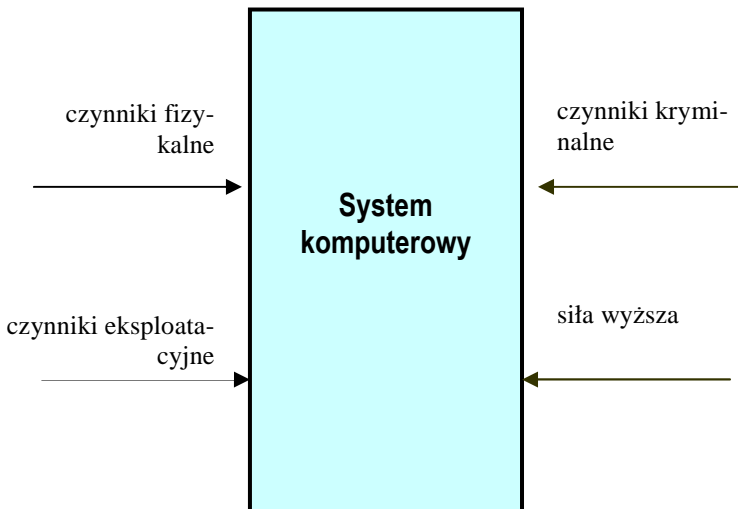 czynniki fizy-
kalne
czynniki krymi-
nalne
System
komputerowy
czynniki eksploata-
cyjne
siła wyższa